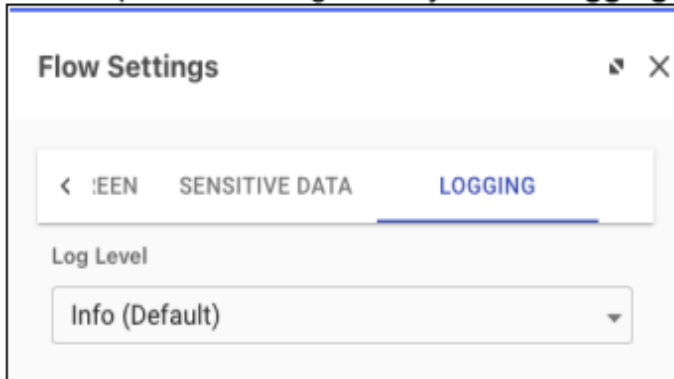 Flow Settings
EEN SENSITIVE DATA LOGGING
Log Level
Info (Default)